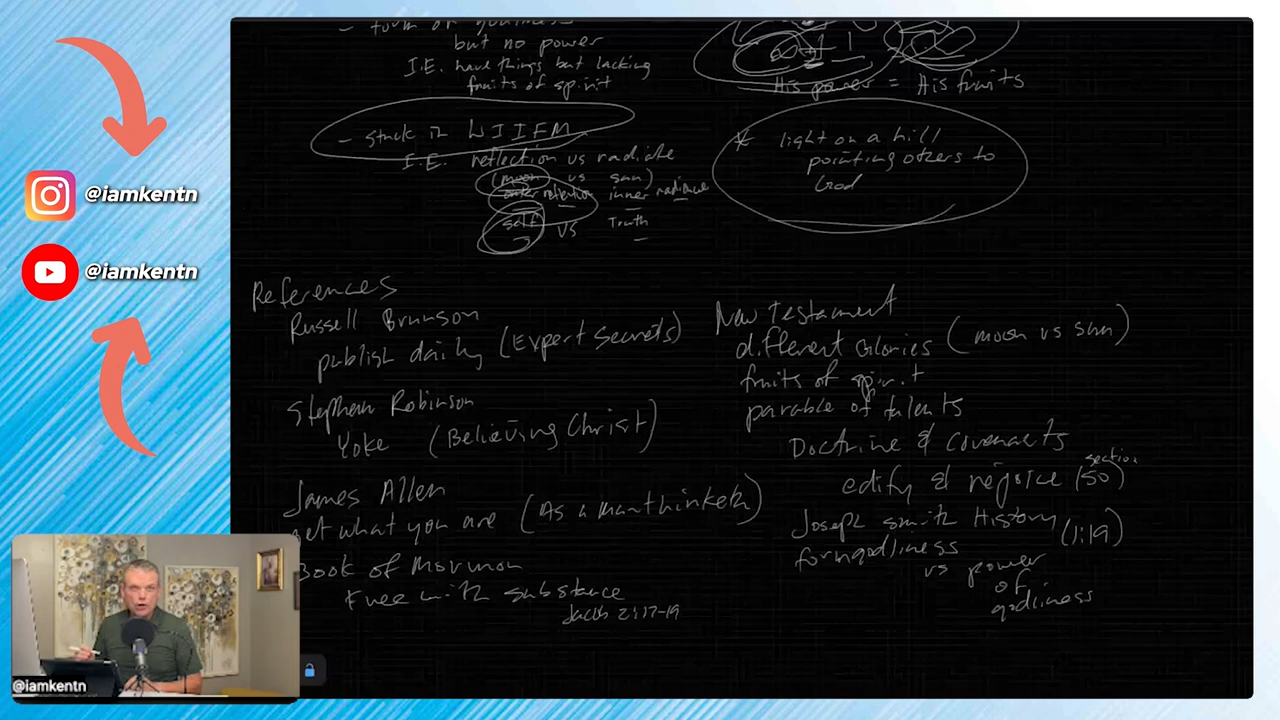 but no power
I.E. have things but lacking
fruits of spirit
- stuck in WIIFM
I.E. reflection vs radiate
(moon vs sun)
outer reflection inner radiance
self vs Truth
His power = His fruits
* light on a hill
pointing others to
God
@iamkentn
@iamkentn
References
Russell Brunson
publish daily (Expert Secrets)
Stephen Robinson
Yoke (Believing Christ)
James Allen
get what you are (As a man thinketh)
Book of Mormon
Free with substance
Jacob 2:17-19
New Testament
different Glories (moon vs sun)
fruits of spirit
parable of talents
Doctrine & Covenants
section
edify & rejoice (50)
Joseph Smith History (1:19)
form godliness
vs power
of
godliness
@iamkentn